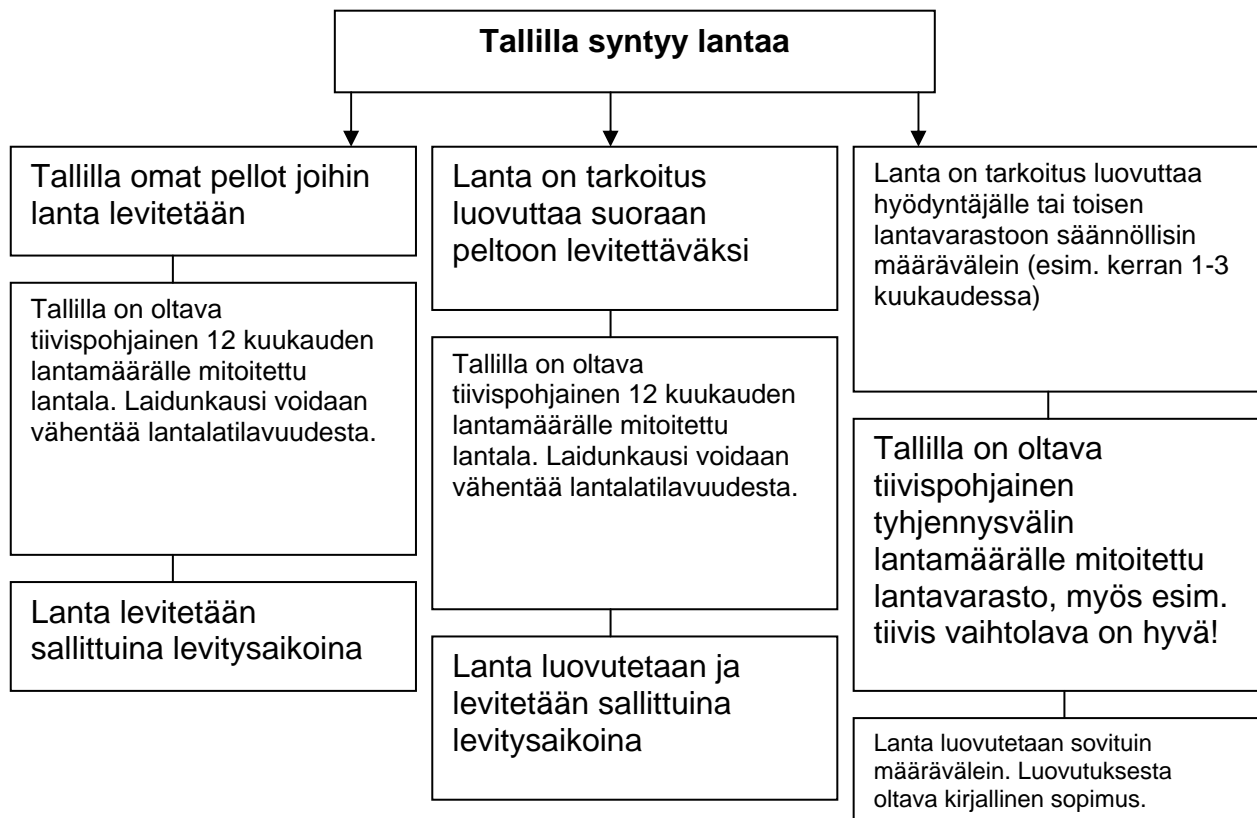 Tallilla syntyy lantaa
Tallilla omat pellot joihin
lanta levitetään
Tallilla on oltava
tiivispohjainen 12 kuukauden
lantamäärälle mitoitettu
lantala. Laidunkausi voidaan
vähentää lantalatilavuudesta.
Lanta levitetään
sallittuina levitysaikoina
Lanta on tarkoitus
luovuttaa suoraan
peltoon levitettäväksi
Tallilla on oltava
tiivispohjainen 12 kuukauden
lantamäärälle mitoitettu
lantala. Laidunkausi voidaan
vähentää lantalatilavuudesta.
Lanta luovutetaan ja
levitetään sallittuina
levitysaikoina
Lanta on tarkoitus luovuttaa
hyödyntäjälle tai toisen
lantavarastoon säännöllisin
määrävälein (esim. kerran 1-3
kuukaudessa)
Tallilla on oltava
tiivispohjainen
tyhjennysvälin
lantamäärälle mitoitettu
lantavarasto, myös esim.
tiivis vaihtolava on hyvä!
Lanta luovutetaan sovituin
määrävälein. Luovutuksesta
oltava kirjallinen sopimus.